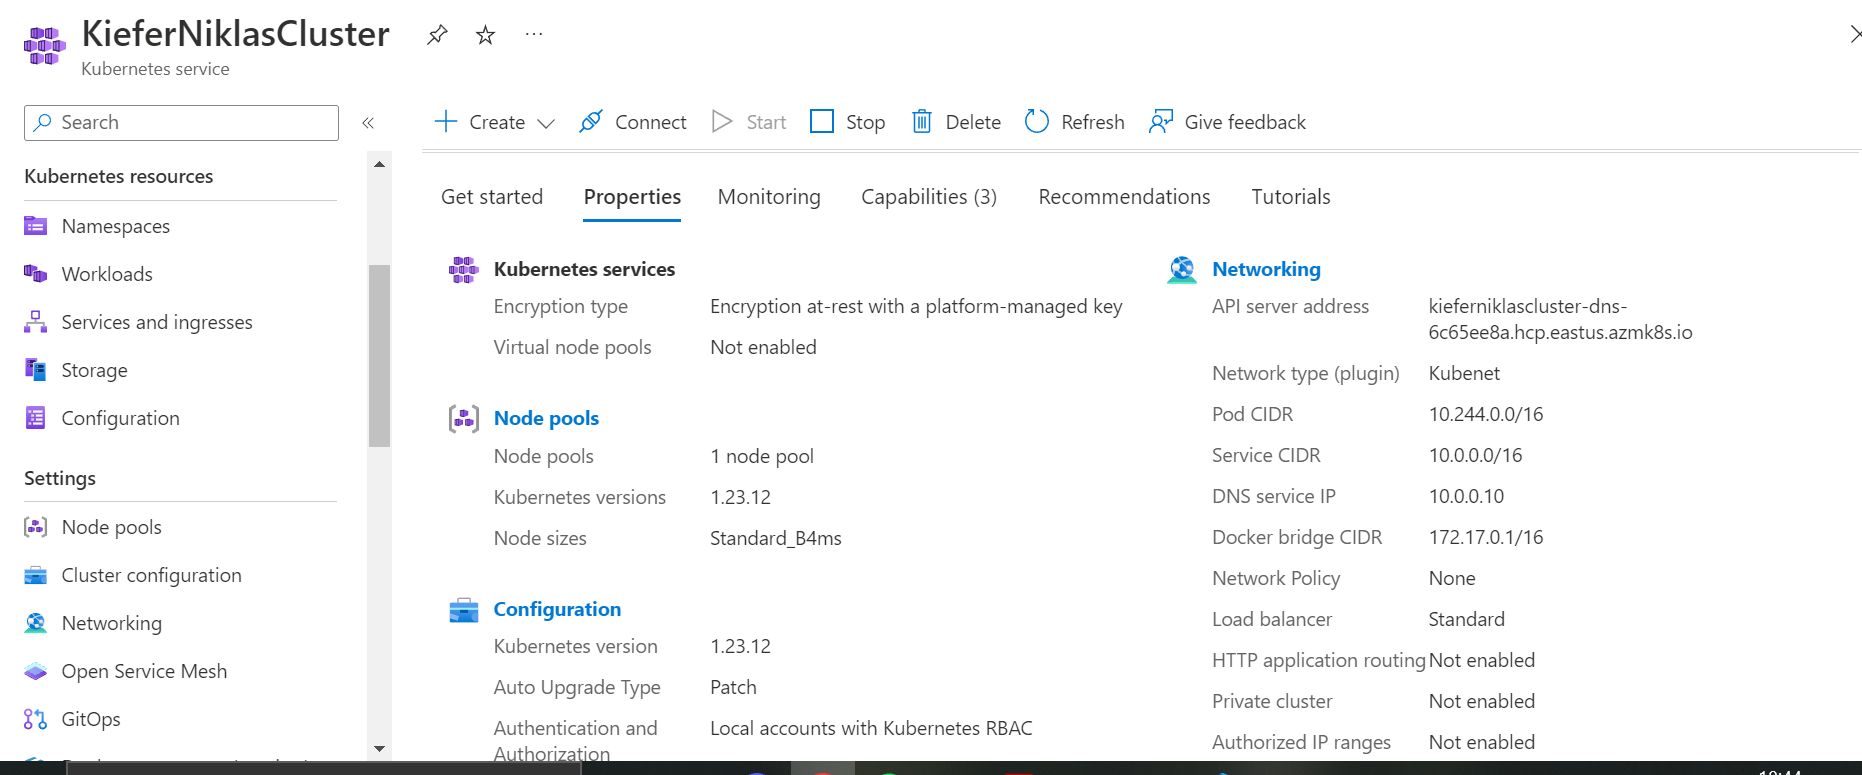 KieferNiklasCluster
Kubernetes service
Search
Kubernetes resources
Namespaces
Workloads
Services and ingresses
Storage
Configuration
Settings
Node pools
Cluster configuration
Networking
Open Service Mesh
GitOps
Create
Connect
Start
Stop
Delete
Refresh
Give feedback
Get started
Properties
Monitoring
Capabilities (3)
Recommendations
Tutorials
Kubernetes services
Encryption type Encryption at-rest with a platform-managed key
Virtual node pools Not enabled
Node pools
Node pools 1 node pool
Kubernetes versions 1.23.12
Node sizes Standard_B4ms
Configuration
Kubernetes version 1.23.12
Auto Upgrade Type Patch
Authentication and Local accounts with Kubernetes RBAC
Authorization
Networking
API server address kieferniklascluster-dns-
6c65ee8a.hcp.eastus.azmk8s.io
Network type (plugin) Kubenet
Pod CIDR 10.244.0.0/16
Service CIDR 10.0.0.0/16
DNS service IP 10.0.0.10
Docker bridge CIDR 172.17.0.1/16
Network Policy None
Load balancer Standard
HTTP application routing Not enabled
Private cluster Not enabled
Authorized IP ranges Not enabled